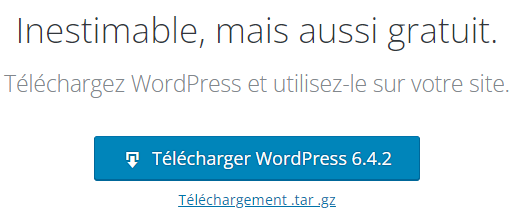 Inestimable, mais aussi gratuit.
Téléchargez WordPress et utilisez-le sur votre site.
Télécharger WordPress 6.4.2
Téléchargement .tar .gz